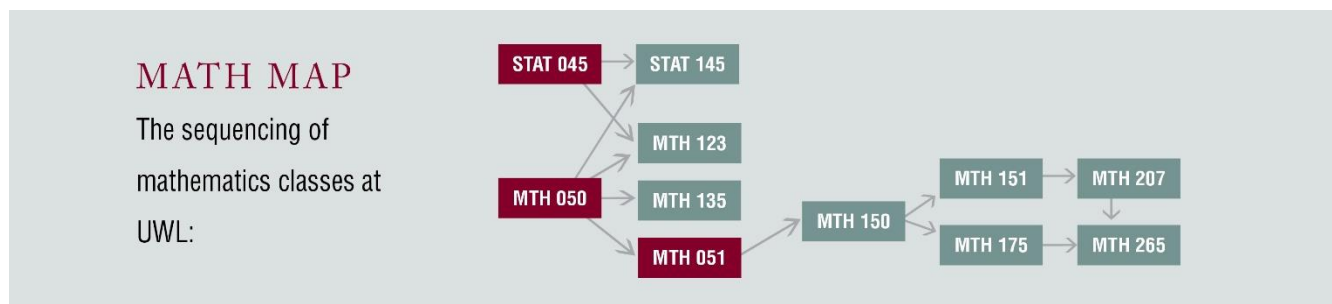 MATH MAP
The sequencing of
mathematics classes at
UWL:
STAT 045
STAT 145
MTH 123
MTH 050
MTH 135
MTH 051
MTH 150
MTH 151
MTH 207
MTH 175
MTH 265